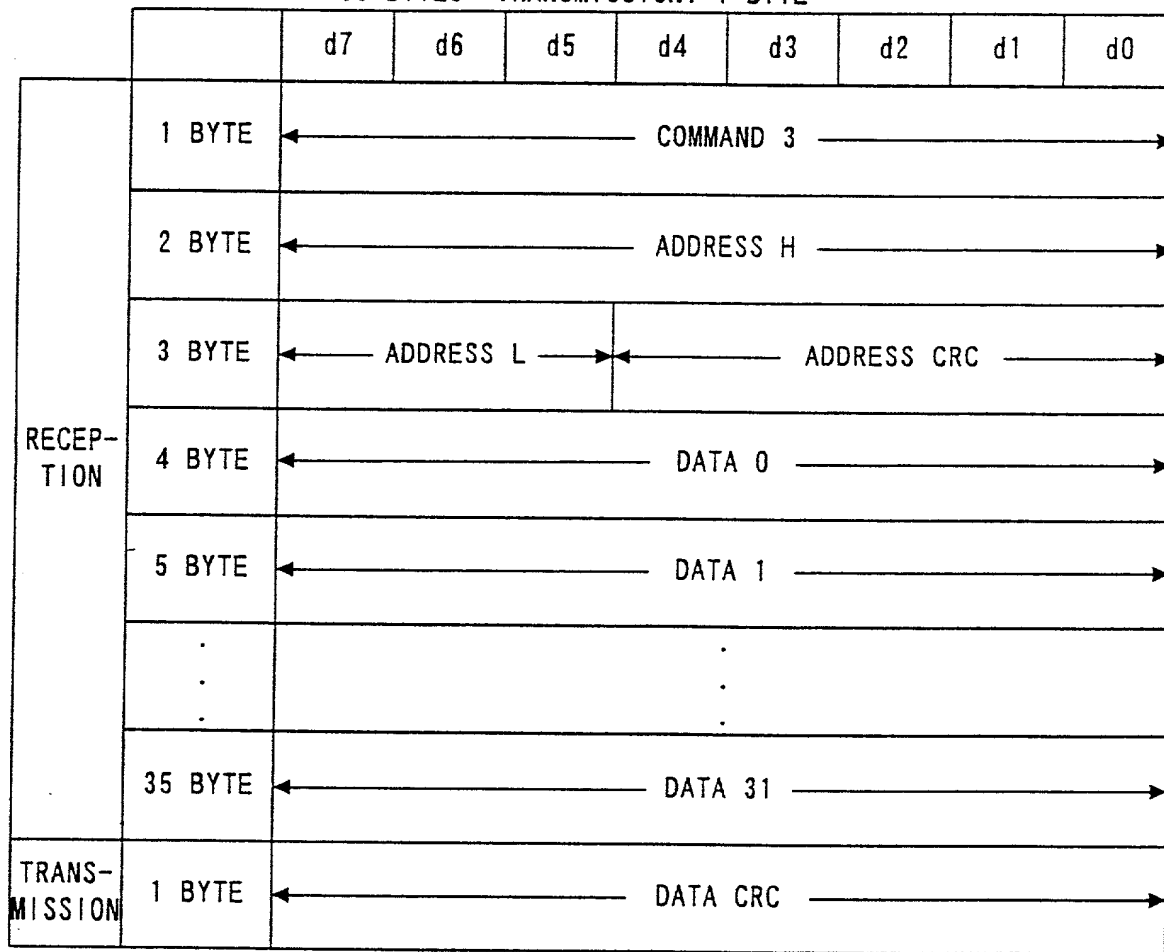 BYTE
d7 d6 d5 d4 d3 d2 d1 d0
RECEP-
TION
1 BYTE COMMAND 3
2 BYTE ADDRESS H
3 BYTE ADDRESS L ADDRESS CRC
4 BYTE DATA 0
5 BYTE DATA 1
. .
. .
. .
35 BYTE DATA 31
TRANS-
MISSION
1 BYTE DATA CRC